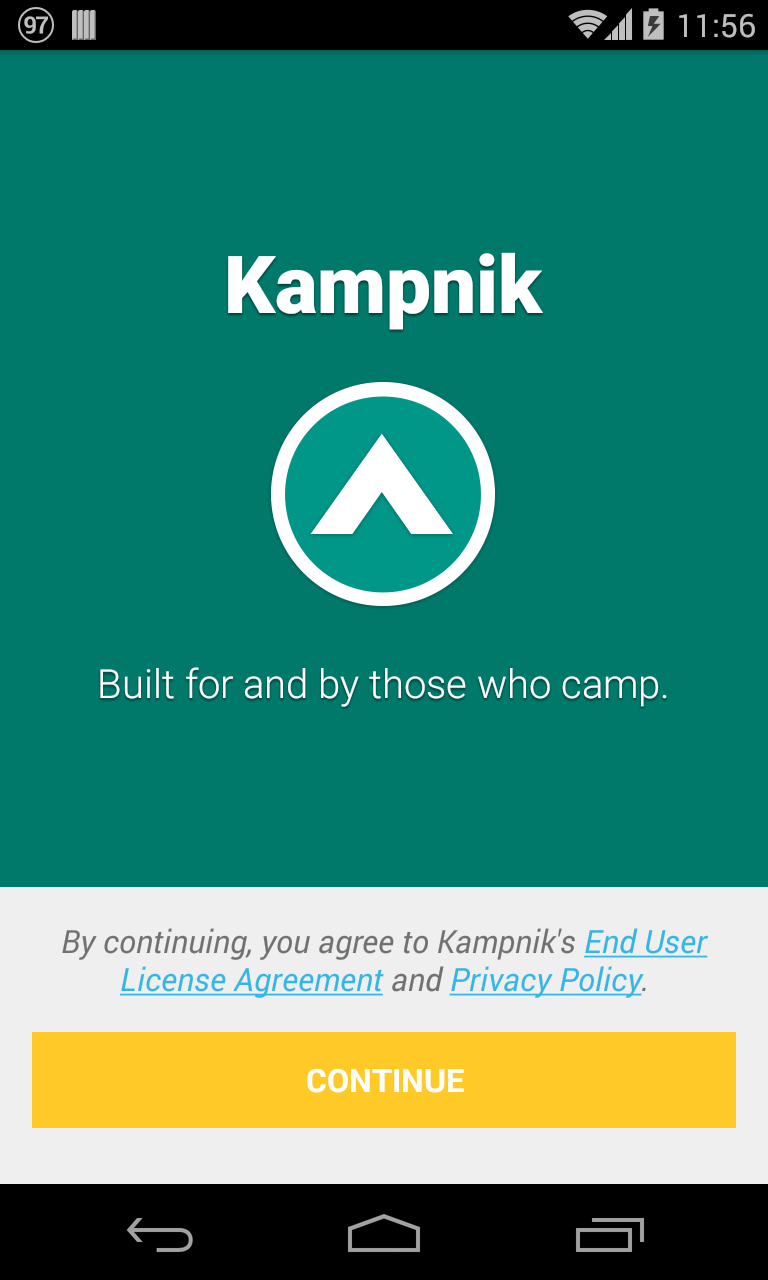 97 11:56
Kampnik
Built for and by those who camp.
By continuing, you agree to Kampnik's End User
License Agreement and Privacy Policy.
CONTINUE